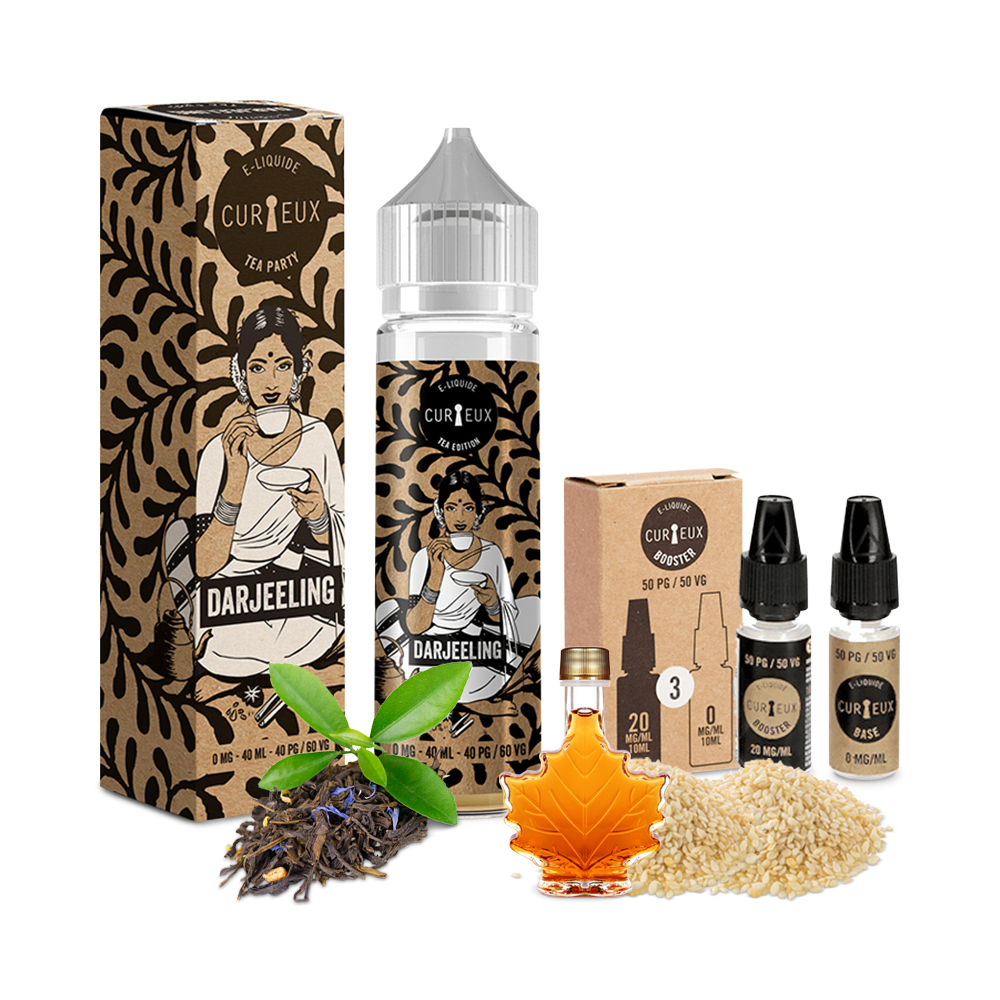 E-LIQUIDE
CURIEUX
TEA PARTY
DARJEELING
0 MG - 40 ML - 40 PG / 60 VG
E-LIQUIDE
CURIEUX
TEA EDITION
DARJEELING
0 MG - 40 ML - 40 PG / 60 VG
E-LIQUIDE
CURIEUX
BOOSTER
50 PG / 50 VG
3
20
MG/ML
10ML
0
MG/ML
10ML
50 PG / 50 VG
E-LIQUIDE
CURIEUX
BOOSTER
20 MG/ML
50 PG / 50 VG
E-LIQUIDE
CURIEUX
BASE
0 MG/ML